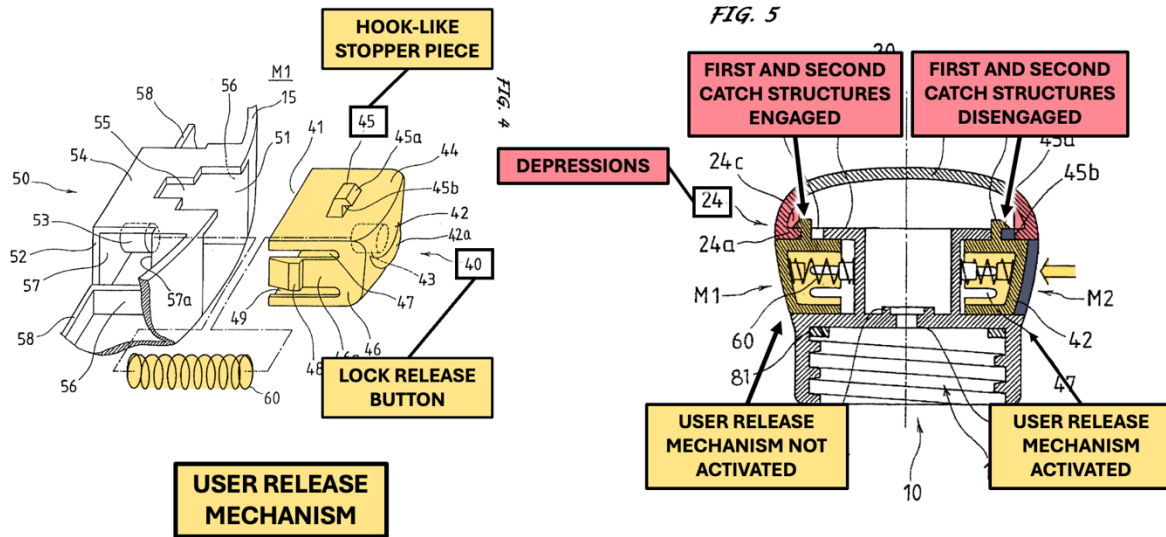 HOOK-LIKE
STOPPER PIECE
M1
58
56
15
55
54
51
41
45
45a
44
FIG. 4
50
45b
53
42
52
42a
57
43
40
57a
47
49
58
46
48
56
60
LOCK RELEASE
BUTTON
USER RELEASE
MECHANISM
FIG. 5
FIRST AND SECOND
CATCH STRUCTURES
ENGAGED
FIRST AND SECOND
CATCH STRUCTURES
DISENGAGED
DEPRESSIONS
24c
45a
45b
24
24a
M1
M2
60
42
81
47
USER RELEASE
MECHANISM NOT
ACTIVATED
USER RELEASE
MECHANISM
ACTIVATED
10